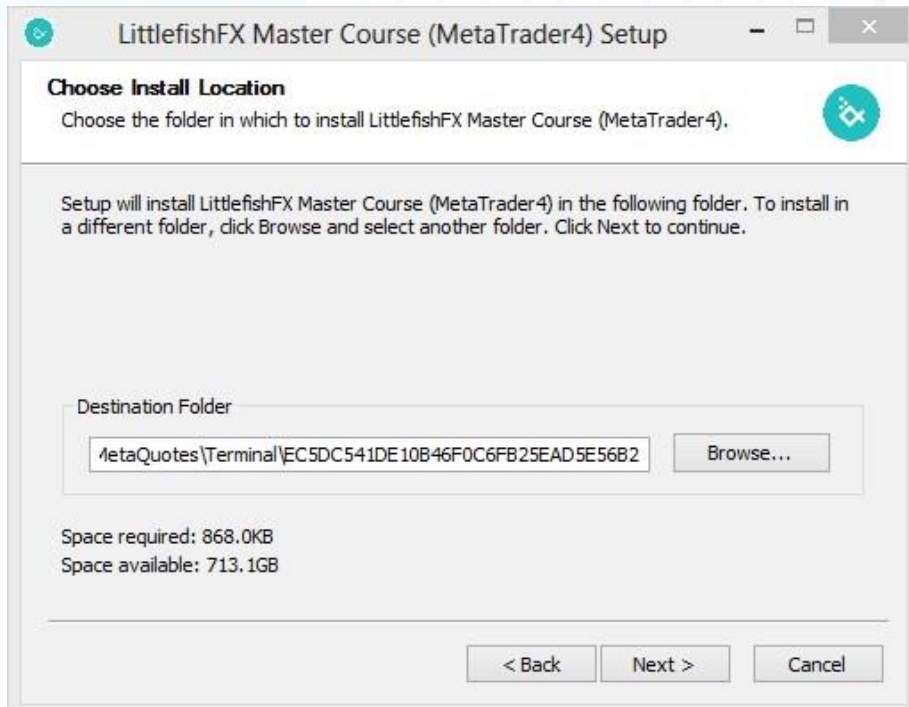 LittlefishFX Master Course (MetaTrader4) Setup
Choose Install Location
Choose the folder in which to install LittlefishFX Master Course (MetaTrader4).
Setup will install LittlefishFX Master Course (MetaTrader4) in the following folder. To install in
a different folder, click Browse and select another folder. Click Next to continue.
Destination Folder
\Terminal\EC5DC541DE10B46F0C6FB25EAD5E56B2
Browse...
Space required: 868.0KB
Space available: 713.1GB
< Back
Next >
Cancel